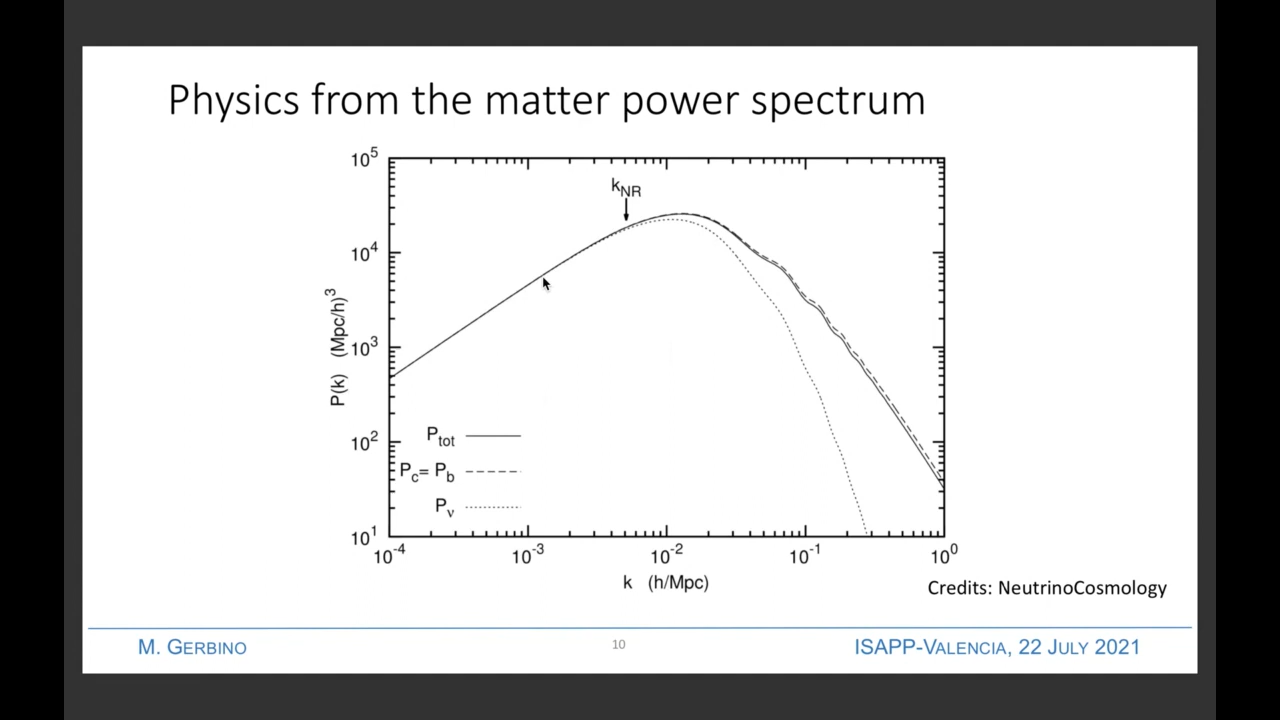 Physics from the matter power spectrum
10^5
10^4
10^3
10^2
10^1
P(k) (Mpc/h)^3
k_NR
P_tot
P_c= P_b
P_ν
10^-4 10^-3 10^-2 10^-1 10^0
k (h/Mpc)
Credits: NeutrinoCosmology
M. GERBINO 10 ISAPP-VALENCIA, 22 JULY 2021